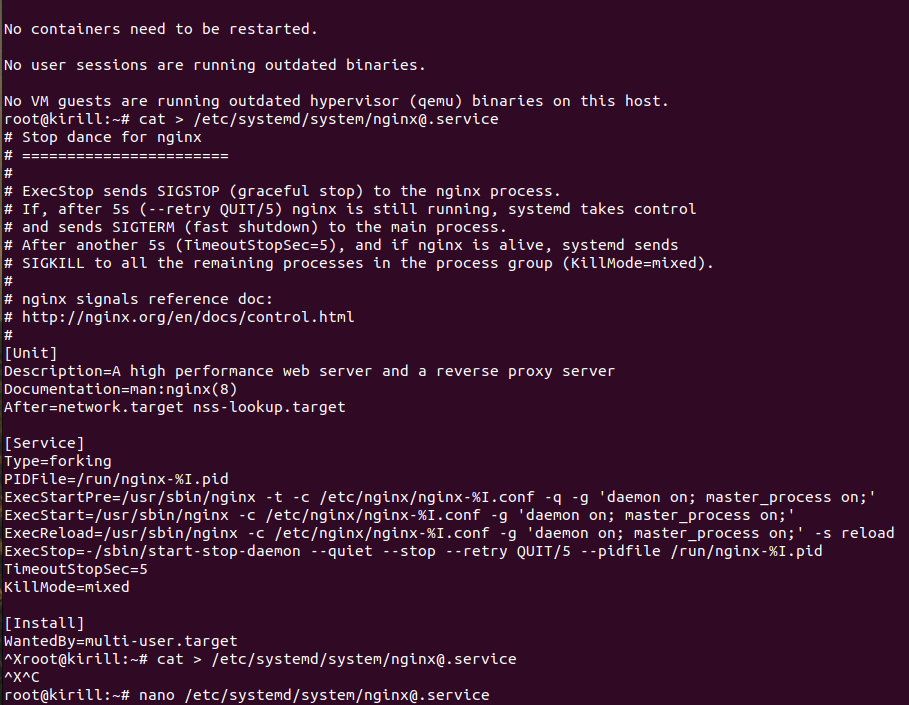 No containers need to be restarted.
No user sessions are running outdated binaries.
No VM guests are running outdated hypervisor (qemu) binaries on this host.
root@kirill:~# cat > /etc/systemd/system/nginx@.service
# Stop dance for nginx
# =======================
#
# ExecStop sends SIGSTOP (graceful stop) to the nginx process.
# If, after 5s (--retry QUIT/5) nginx is still running, systemd takes control
# and sends SIGTERM (fast shutdown) to the main process.
# After another 5s (TimeoutStopSec=5), and if nginx is alive, systemd sends
# SIGKILL to all the remaining processes in the process group (KillMode=mixed).
#
# nginx signals reference doc:
# http://nginx.org/en/docs/control.html
#
[Unit]
Description=A high performance web server and a reverse proxy server
Documentation=man:nginx(8)
After=network.target nss-lookup.target
[Service]
Type=forking
PIDFile=/run/nginx-%I.pid
ExecStartPre=/usr/sbin/nginx -t -c /etc/nginx/nginx-%I.conf -q -g 'daemon on; master_process on;'
ExecStart=/usr/sbin/nginx -c /etc/nginx/nginx-%I.conf -g 'daemon on; master_process on;'
ExecReload=/usr/sbin/nginx -c /etc/nginx/nginx-%I.conf -g 'daemon on; master_process on;' -s reload
ExecStop=-/sbin/start-stop-daemon --quiet --stop --retry QUIT/5 --pidfile /run/nginx-%I.pid
TimeoutStopSec=5
KillMode=mixed
[Install]
WantedBy=multi-user.target
^Xroot@kirill:~# cat > /etc/systemd/system/nginx@.service
^X^C
root@kirill:~# nano /etc/systemd/system/nginx@.service